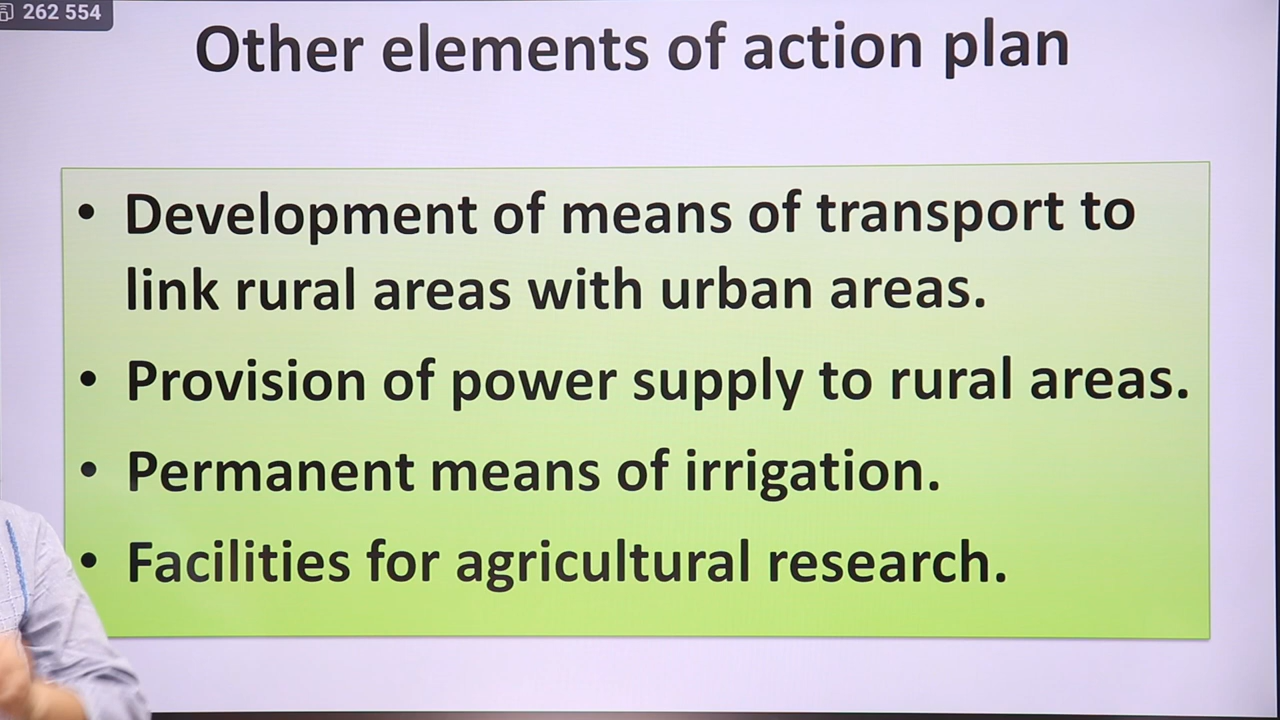 262 554
Other elements of action plan
• Development of means of transport to
link rural areas with urban areas.
• Provision of power supply to rural areas.
• Permanent means of irrigation.
• Facilities for agricultural research.